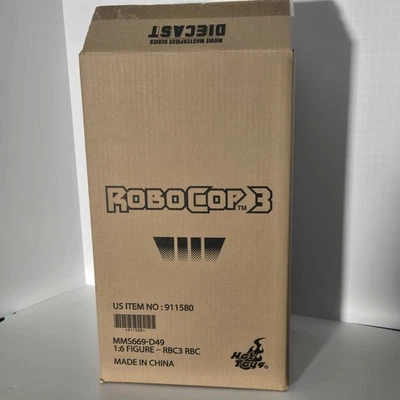 MOVIE MASTERPIECE SERIES
DIECAST
ROBOCOP 3
TM
US ITEM NO : 911580
MMS669-D49
1:6 FIGURE – RBC3 RBC
MADE IN CHINA
Hot Toys